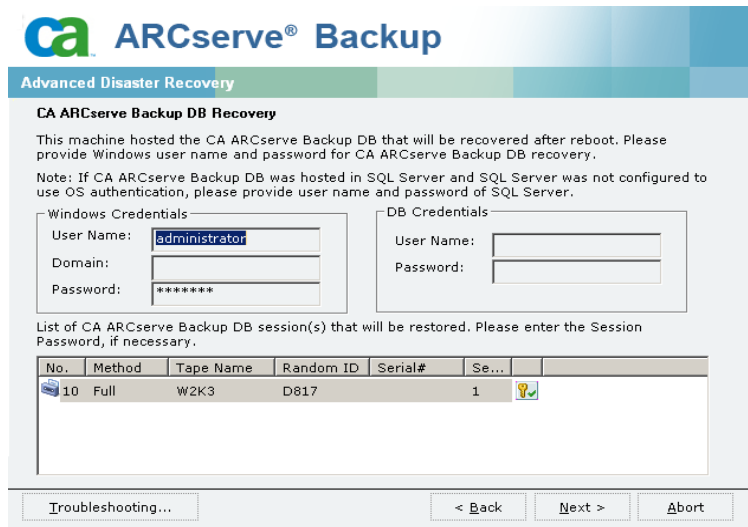 ca ARCserve® Backup
Advanced Disaster Recovery
CA ARCserve Backup DB Recovery
This machine hosted the CA ARCserve Backup DB that will be recovered after reboot. Please
provide Windows user name and password for CA ARCserve Backup DB recovery.
Note: If CA ARCserve Backup DB was hosted in SQL Server and SQL Server was not configured to
use OS authentication, please provide user name and password of SQL Server.
Windows Credentials
User Name: administrator
Domain:
Password: *******
DB Credentials
User Name:
Password:
List of CA ARCserve Backup DB session(s) that will be restored. Please enter the Session
Password, if necessary.
No. Method Tape Name Random ID Serial# Se...
10 Full W2K3 D817 1
Troubleshooting... < Back Next > Abort